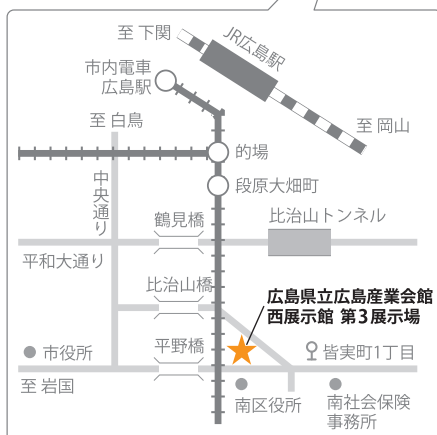 至 下関
JR広島駅
市内電車
広島駅
至 白鳥
至 岡山
的場
段原大畑町
中央通り
鶴見橋
比治山トンネル
平和大通り
比治山橋
広島県立広島産業会館
西展示館 第3展示場
市役所
平野橋
皆実町1丁目
至 岩国
南区役所
南社会保険
事務所